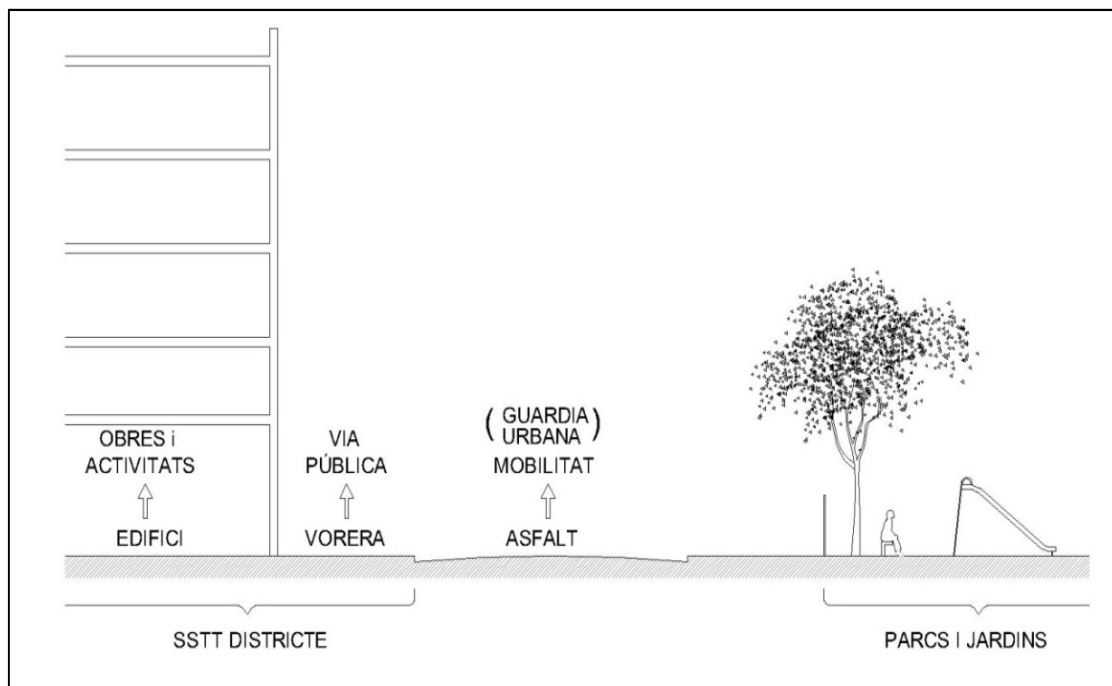 OBRES i
ACTIVITATS
EDIFICI
VIA
PÚBLICA
VORERA
( GUARDIA
URBANA )
MOBILITAT
ASFALT
SSTT DISTRICTE
PARCS I JARDINS